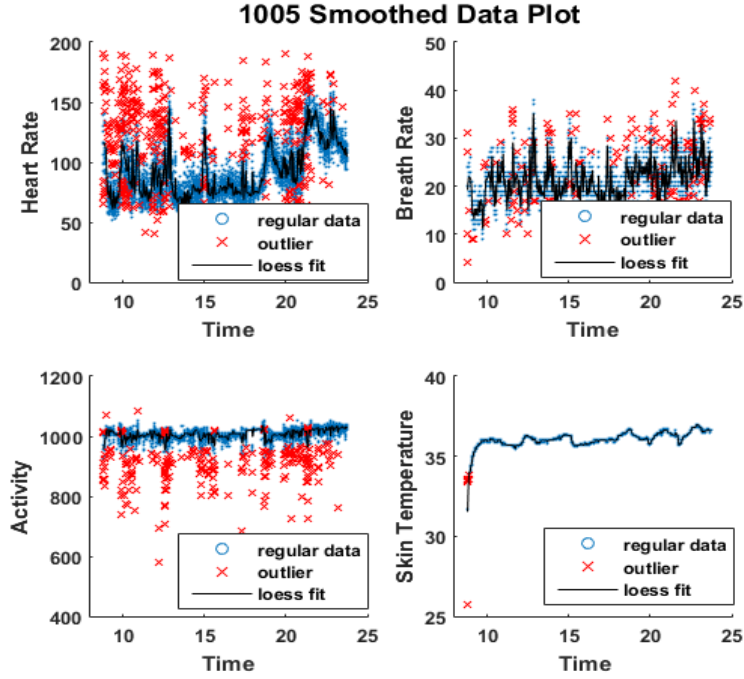 1005 Smoothed Data Plot
200
150
100
50
0
Heart Rate
10 15 20 25
Time
regular data
outlier
loess fit
50
40
30
20
10
0
Breath Rate
10 15 20 25
Time
regular data
outlier
loess fit
1200
1000
800
600
400
Activity
10 15 20 25
Time
regular data
outlier
loess fit
40
35
30
25
Skin Temperature
10 15 20 25
Time
regular data
outlier
loess fit